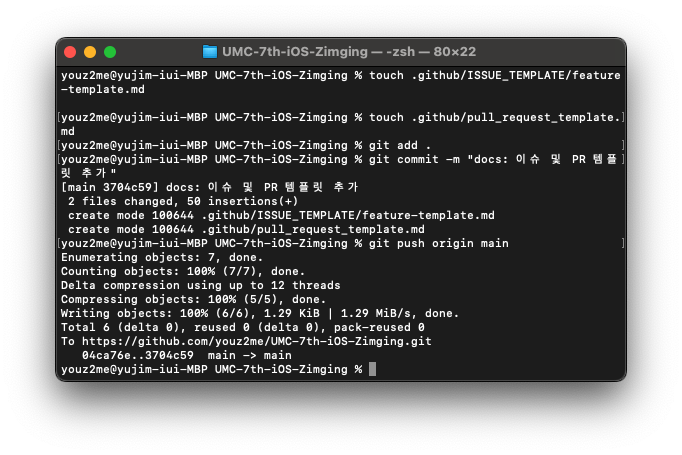 UMC-7th-iOS-Zimging — -zsh — 80×22
youz2me@yujim-iui-MBP UMC-7th-iOS-Zimging % touch .github/ISSUE_TEMPLATE/feature
-template.md
[youz2me@yujim-iui-MBP UMC-7th-iOS-Zimging % touch .github/pull_request_template.]
md
[youz2me@yujim-iui-MBP UMC-7th-iOS-Zimging % git add . ]
[youz2me@yujim-iui-MBP UMC-7th-iOS-Zimging % git commit -m "docs: 이슈 및 PR 템플]
릿 추가"
[main 3704c59] docs: 이슈 및 PR 템플릿 추가
 2 files changed, 50 insertions(+)
 create mode 100644 .github/ISSUE_TEMPLATE/feature-template.md
 create mode 100644 .github/pull_request_template.md
[youz2me@yujim-iui-MBP UMC-7th-iOS-Zimging % git push origin main ]
Enumerating objects: 7, done.
Counting objects: 100% (7/7), done.
Delta compression using up to 12 threads
Compressing objects: 100% (5/5), done.
Writing objects: 100% (6/6), 1.29 KiB | 1.29 MiB/s, done.
Total 6 (delta 0), reused 0 (delta 0), pack-reused 0
To https://github.com/youz2me/UMC-7th-iOS-Zimging.git
   04ca76e..3704c59  main -> main
youz2me@yujim-iui-MBP UMC-7th-iOS-Zimging %